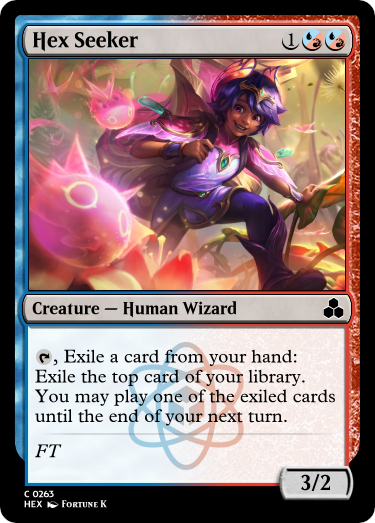 Hex Seeker 1
Creature — Human Wizard
, Exile a card from your hand:
Exile the top card of your library.
You may play one of the exiled cards
until the end of your next turn.
FT
3/2
C 0263
HEX Fortune K